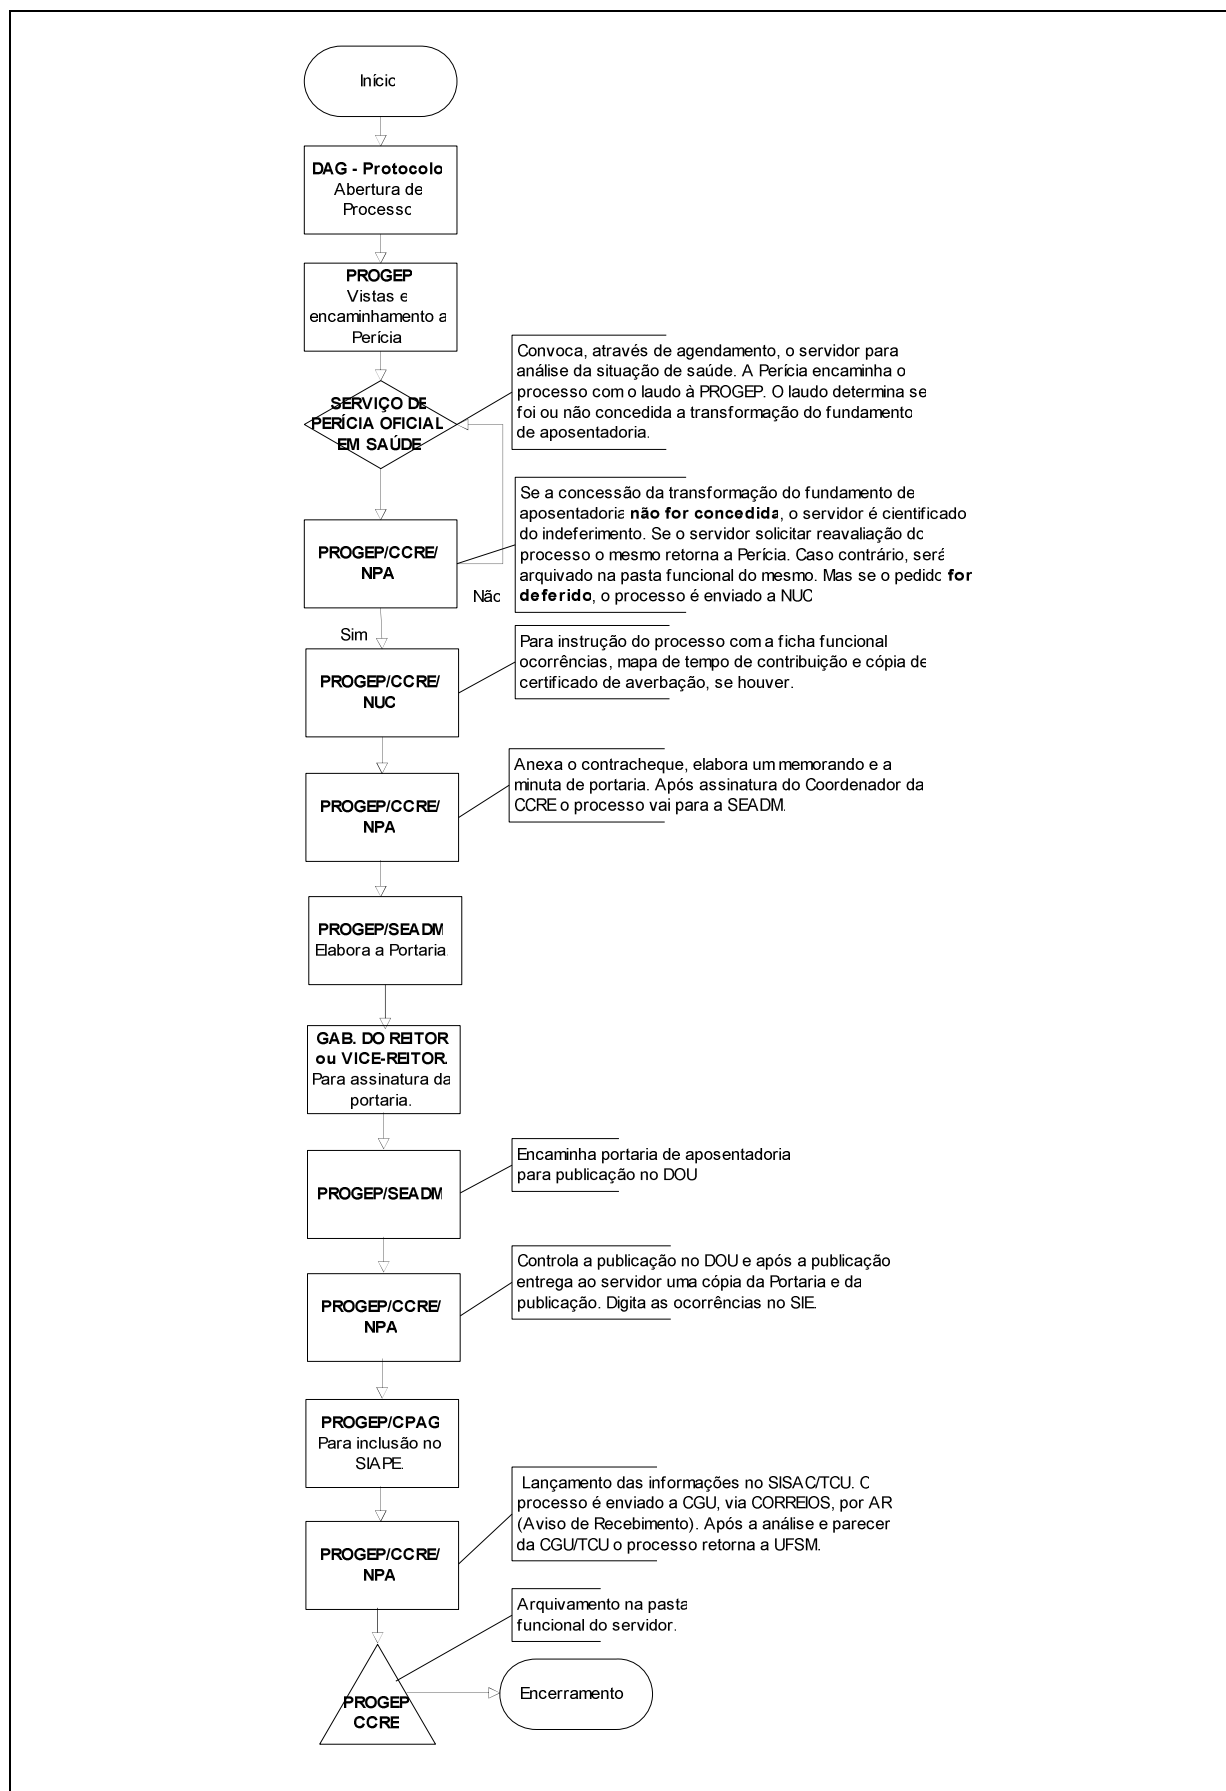 Início
DAG - Protocolo
Abertura de
Processo
PROGEP
Vistas e
encaminhamento a
Perícia
SERVIÇO DE
PERÍCIA OFICIAL
EM SAÚDE
Convoca, através de agendamento, o servidor para
análise da situação de saúde. A Perícia encaminha o
processo com o laudo à PROGEP. O laudo determina se
foi ou não concedida a transformação do fundamento
de aposentadoria.
PROGEP/CCRE/
NPA
Se a concessão da transformação do fundamento de
aposentadoria não for concedida, o servidor é cientificado
do indeferimento. Se o servidor solicitar reavaliação do
processo o mesmo retorna a Perícia. Caso contrário, será
arquivado na pasta funcional do mesmo. Mas se o pedido for
deferido, o processo é enviado a NUC
Não
Sim
PROGEP/CCRE/
NUC
Para instrução do processo com a ficha funcional
ocorrências, mapa de tempo de contribuição e cópia de
certificado de averbação, se houver.
PROGEP/CCRE/
NPA
Anexa o contracheque, elabora um memorando e a
minuta de portaria. Após assinatura do Coordenador da
CCRE o processo vai para a SEADM.
PROGEP/SEADM
Elabora a Portaria
GAB. DO REITOR
ou VICE-REITOR.
Para assinatura da
portaria.
PROGEP/SEADM
Encaminha portaria de aposentadoria
para publicação no DOU
PROGEP/CCRE/
NPA
Controla a publicação no DOU e após a publicação
entrega ao servidor uma cópia da Portaria e da
publicação. Digita as ocorrências no SIE.
PROGEP/CPAG
Para inclusão no
SIAPE.
PROGEP/CCRE/
NPA
Lançamento das informações no SISAC/TCU. O
processo é enviado a CGU, via CORREIOS, por AR
(Aviso de Recebimento). Após a análise e parecer
da CGU/TCU o processo retorna a UFSM.
Arquivamento na pasta
funcional do servidor.
PROGEP
CCRE
Encerramento